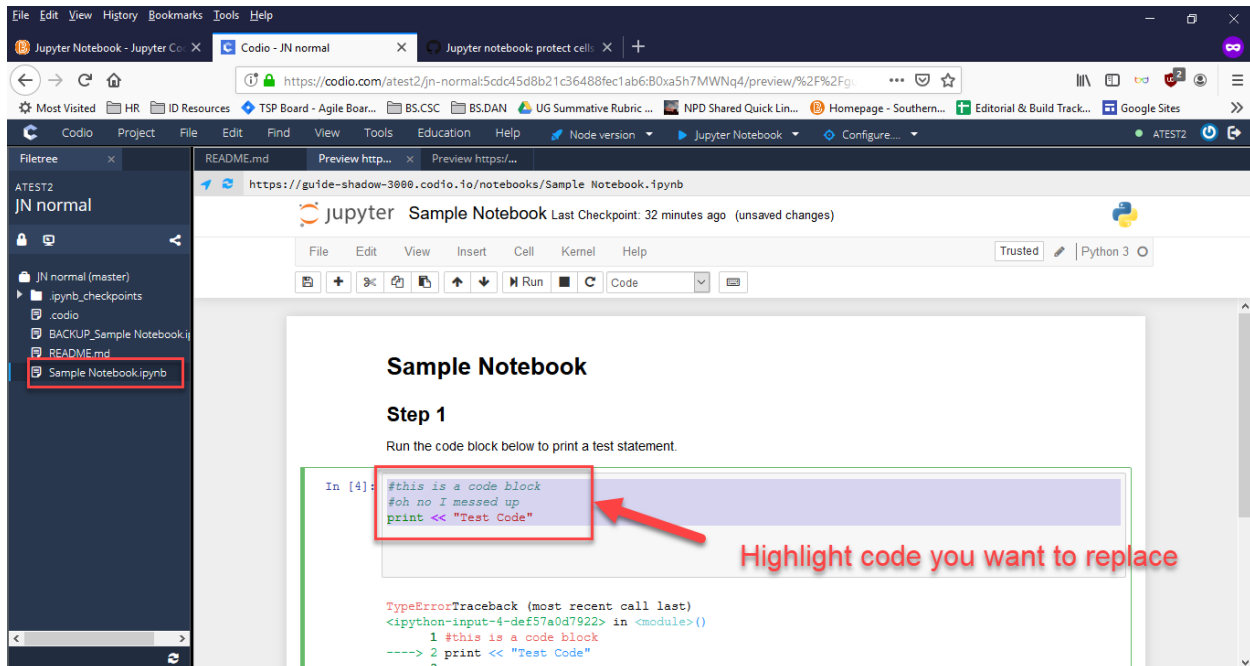 File Edit View History Bookmarks Tools Help
Jupyter Notebook - Jupyter Co
Codio - JN normal
Jupyter notebook: protect cells
https://codio.com/atest2/jn-normal:5cdc45d8b21c36488fec1ab6:B0xa5h7MWNq4/preview/%2F%2Fgu
2
Most Visited HR ID Resources TSP Board - Agile Boar... BS.CSC BS.DAN UG Summative Rubric ... NPD Shared Quick Lin... Homepage - Southern... Editorial & Build Track... Google Sites
Codio Project File Edit Find View Tools Education Help Node version Jupyter Notebook Configure.... ATEST2
Filetree
README.md Preview http... Preview https:/...
ATEST2
JN normal
https://guide-shadow-3000.codio.io/notebooks/Sample Notebook.ipynb
jupyter Sample Notebook Last Checkpoint: 32 minutes ago (unsaved changes)
File Edit View Insert Cell Kernel Help Trusted Python 3
Run C Code
JN normal (master)
.ipynb_checkpoints
.codio
BACKUP_Sample Notebook.ip
README.md
Sample Notebook.ipynb
Sample Notebook
Step 1
Run the code block below to print a test statement.
In [4]: #this is a code block
#oh no I messed up
print << "Test Code"
Highlight code you want to replace
TypeErrorTraceback (most recent call last)
<ipython-input-4-def57a0d7922> in <module>()
1 #this is a code block
----> 2 print << "Test Code"